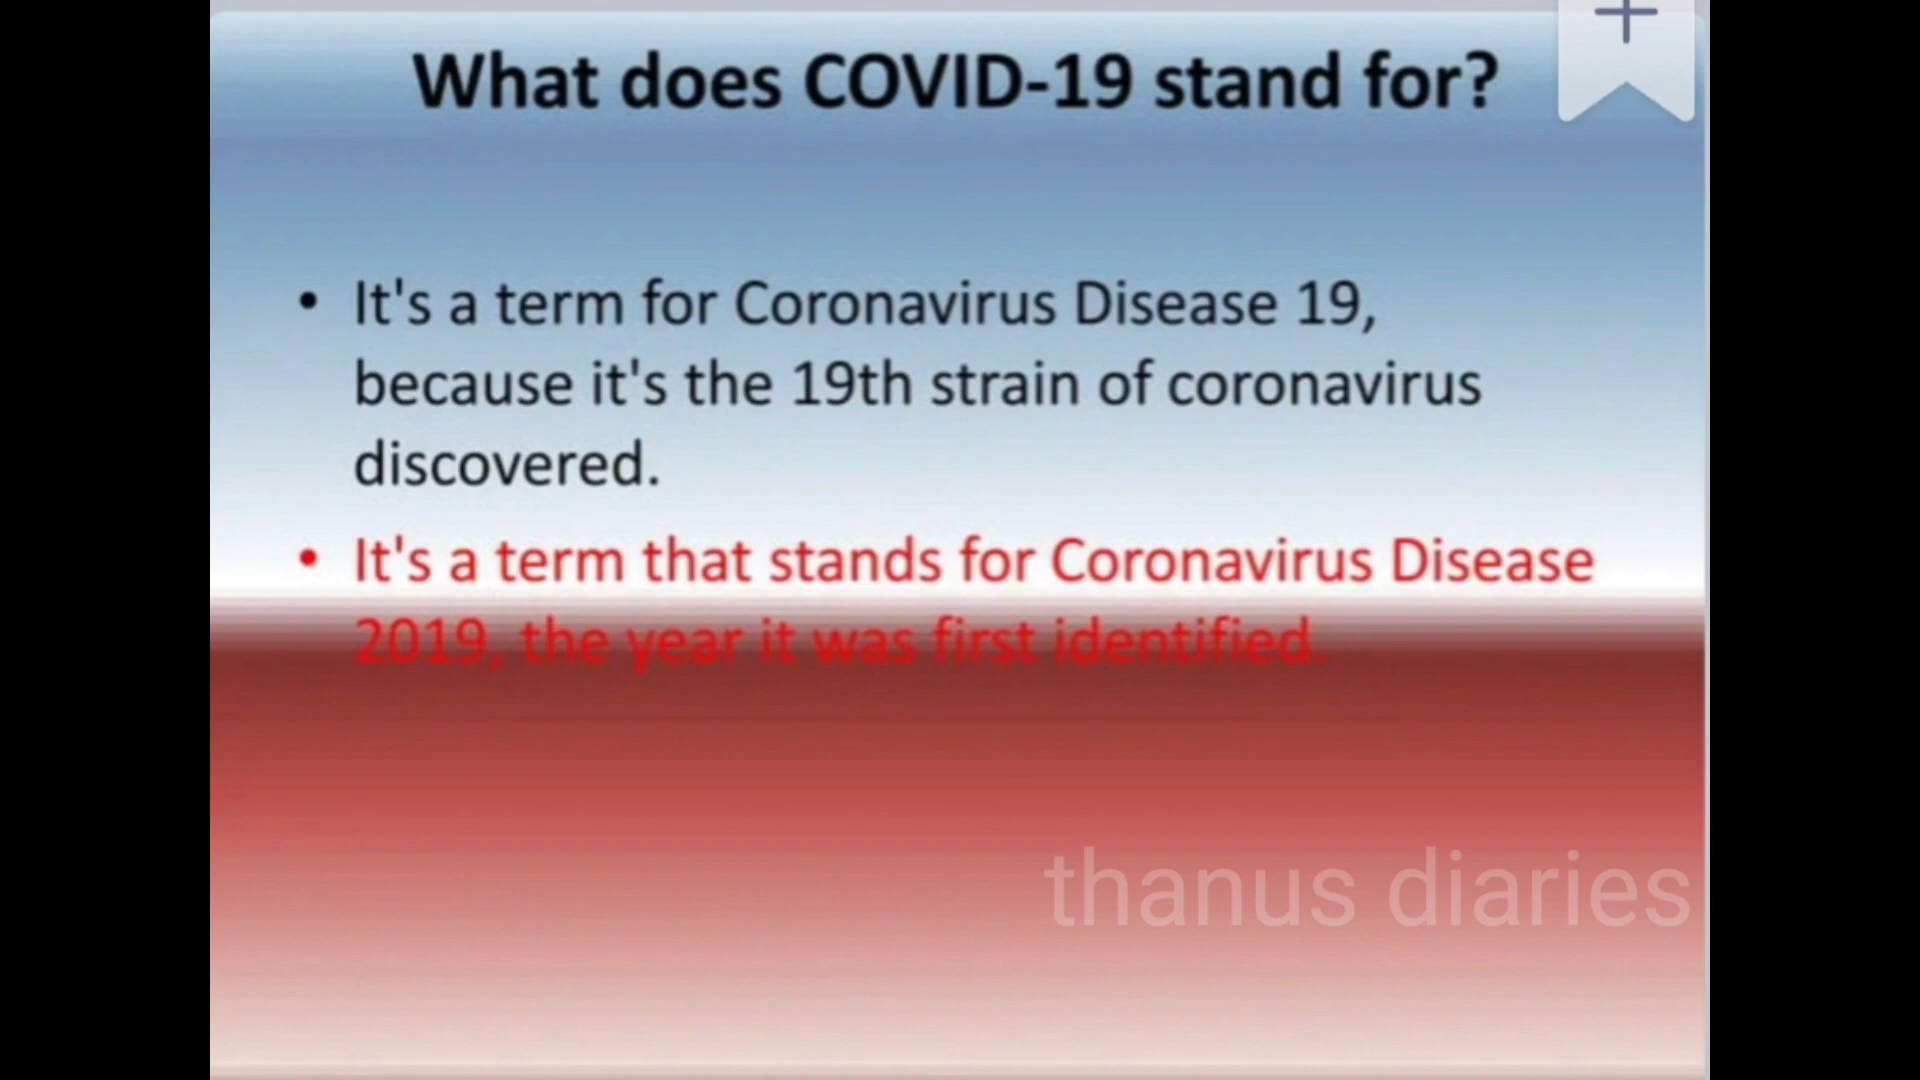 What does COVID-19 stand for?
• It's a term for Coronavirus Disease 19,
because it's the 19th strain of coronavirus
discovered.
• It's a term that stands for Coronavirus Disease
2019, the year it was first identified.
thanus diaries